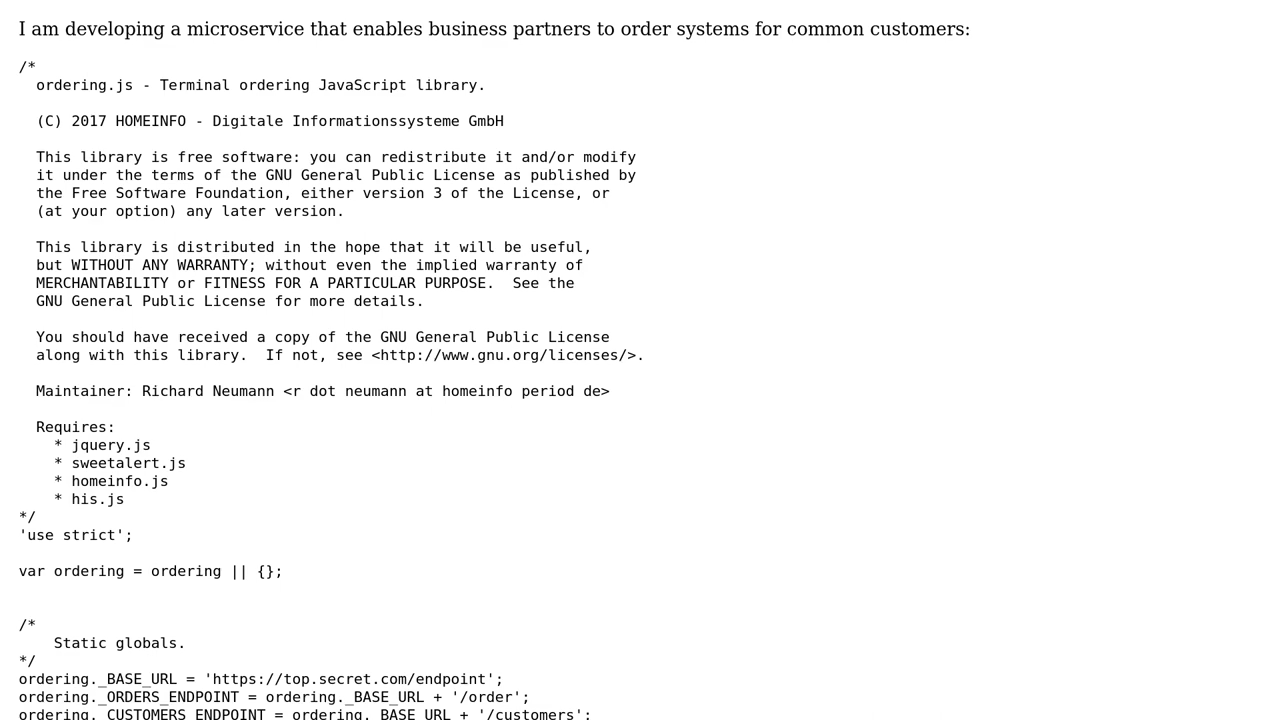 I am developing a microservice that enables business partners to order systems for common customers:
/*
  ordering.js - Terminal ordering JavaScript library.

  (C) 2017 HOMEINFO - Digitale Informationssysteme GmbH

  This library is free software: you can redistribute it and/or modify
  it under the terms of the GNU General Public License as published by
  the Free Software Foundation, either version 3 of the License, or
  (at your option) any later version.

  This library is distributed in the hope that it will be useful,
  but WITHOUT ANY WARRANTY; without even the implied warranty of
  MERCHANTABILITY or FITNESS FOR A PARTICULAR PURPOSE.  See the
  GNU General Public License for more details.

  You should have received a copy of the GNU General Public License
  along with this library.  If not, see <http://www.gnu.org/licenses/>.

  Maintainer: Richard Neumann <r dot neumann at homeinfo period de>

  Requires:
    * jquery.js
    * sweetalert.js
    * homeinfo.js
    * his.js
*/
'use strict';

var ordering = ordering || {};


/*
    Static globals.
*/
ordering._BASE_URL = 'https://top.secret.com/endpoint';
ordering._ORDERS_ENDPOINT = ordering._BASE_URL + '/order';
ordering._CUSTOMERS_ENDPOINT = ordering._BASE_URL + '/customers';